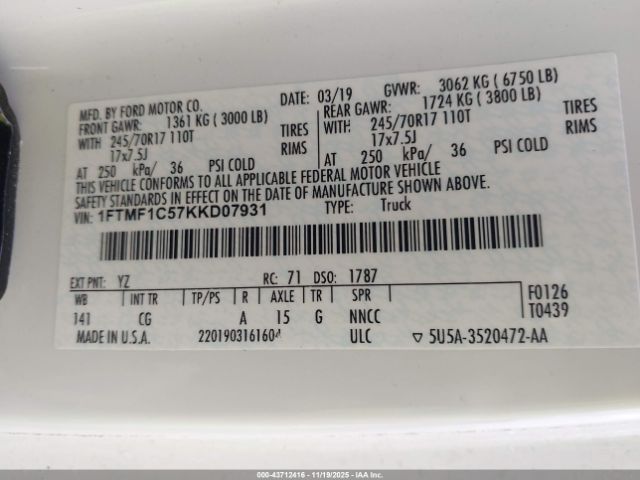 MFD. BY FORD MOTOR CO. DATE: 03/19 GVWR: 3062 KG ( 6750 LB)
FRONT GAWR: 1361 KG ( 3000 LB) REAR GAWR: 1724 KG ( 3800 LB)
WITH 245/70R17 110T TIRES WITH 245/70R17 110T TIRES
17x7.5J RIMS 17x7.5J RIMS
AT 250 kPa/ 36 PSI COLD AT 250 kPa/ 36 PSI COLD
THIS VEHICLE CONFORMS TO ALL APPLICABLE FEDERAL MOTOR VEHICLE
SAFETY STANDARDS IN EFFECT ON THE DATE OF MANUFACTURE SHOWN ABOVE.
VIN: 1FTMF1C57KKD07931 TYPE: Truck
EXT PNT: YZ RC: 71 DSO: 1787
WB INT TR TP/PS R AXLE TR SPR F0126
141 CG A 15 G NNCC T0439
MADE IN U.S.A. 2201903161604 ULC ▽ 5U5A-3520472-AA
000-43712416 - 11/19/2025 - IAA Inc.